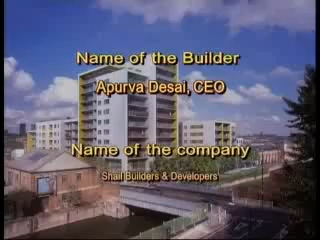 Name of the Builder
Apurva Desai, CEO
Name of the company
Shail Builders & Developers